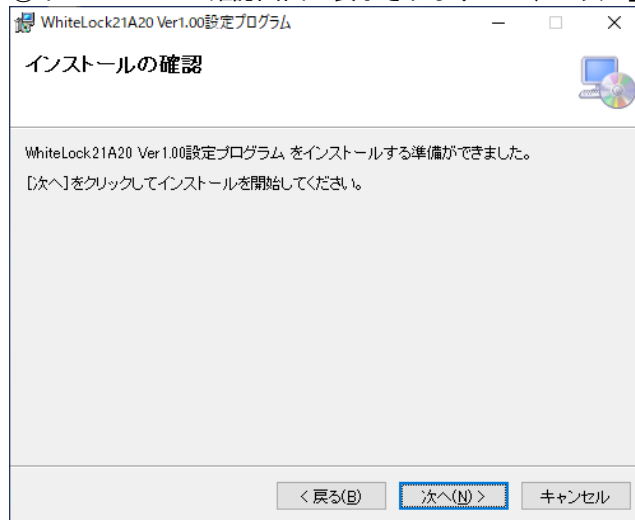 WhiteLock21A20 Ver1.00設定プログラム
インストールの確認
WhiteLock21A20 Ver1.00設定プログラム をインストールする準備ができました。
[次へ]をクリックしてインストールを開始してください。
< 戻る(B)
次へ(N) >
キャンセル